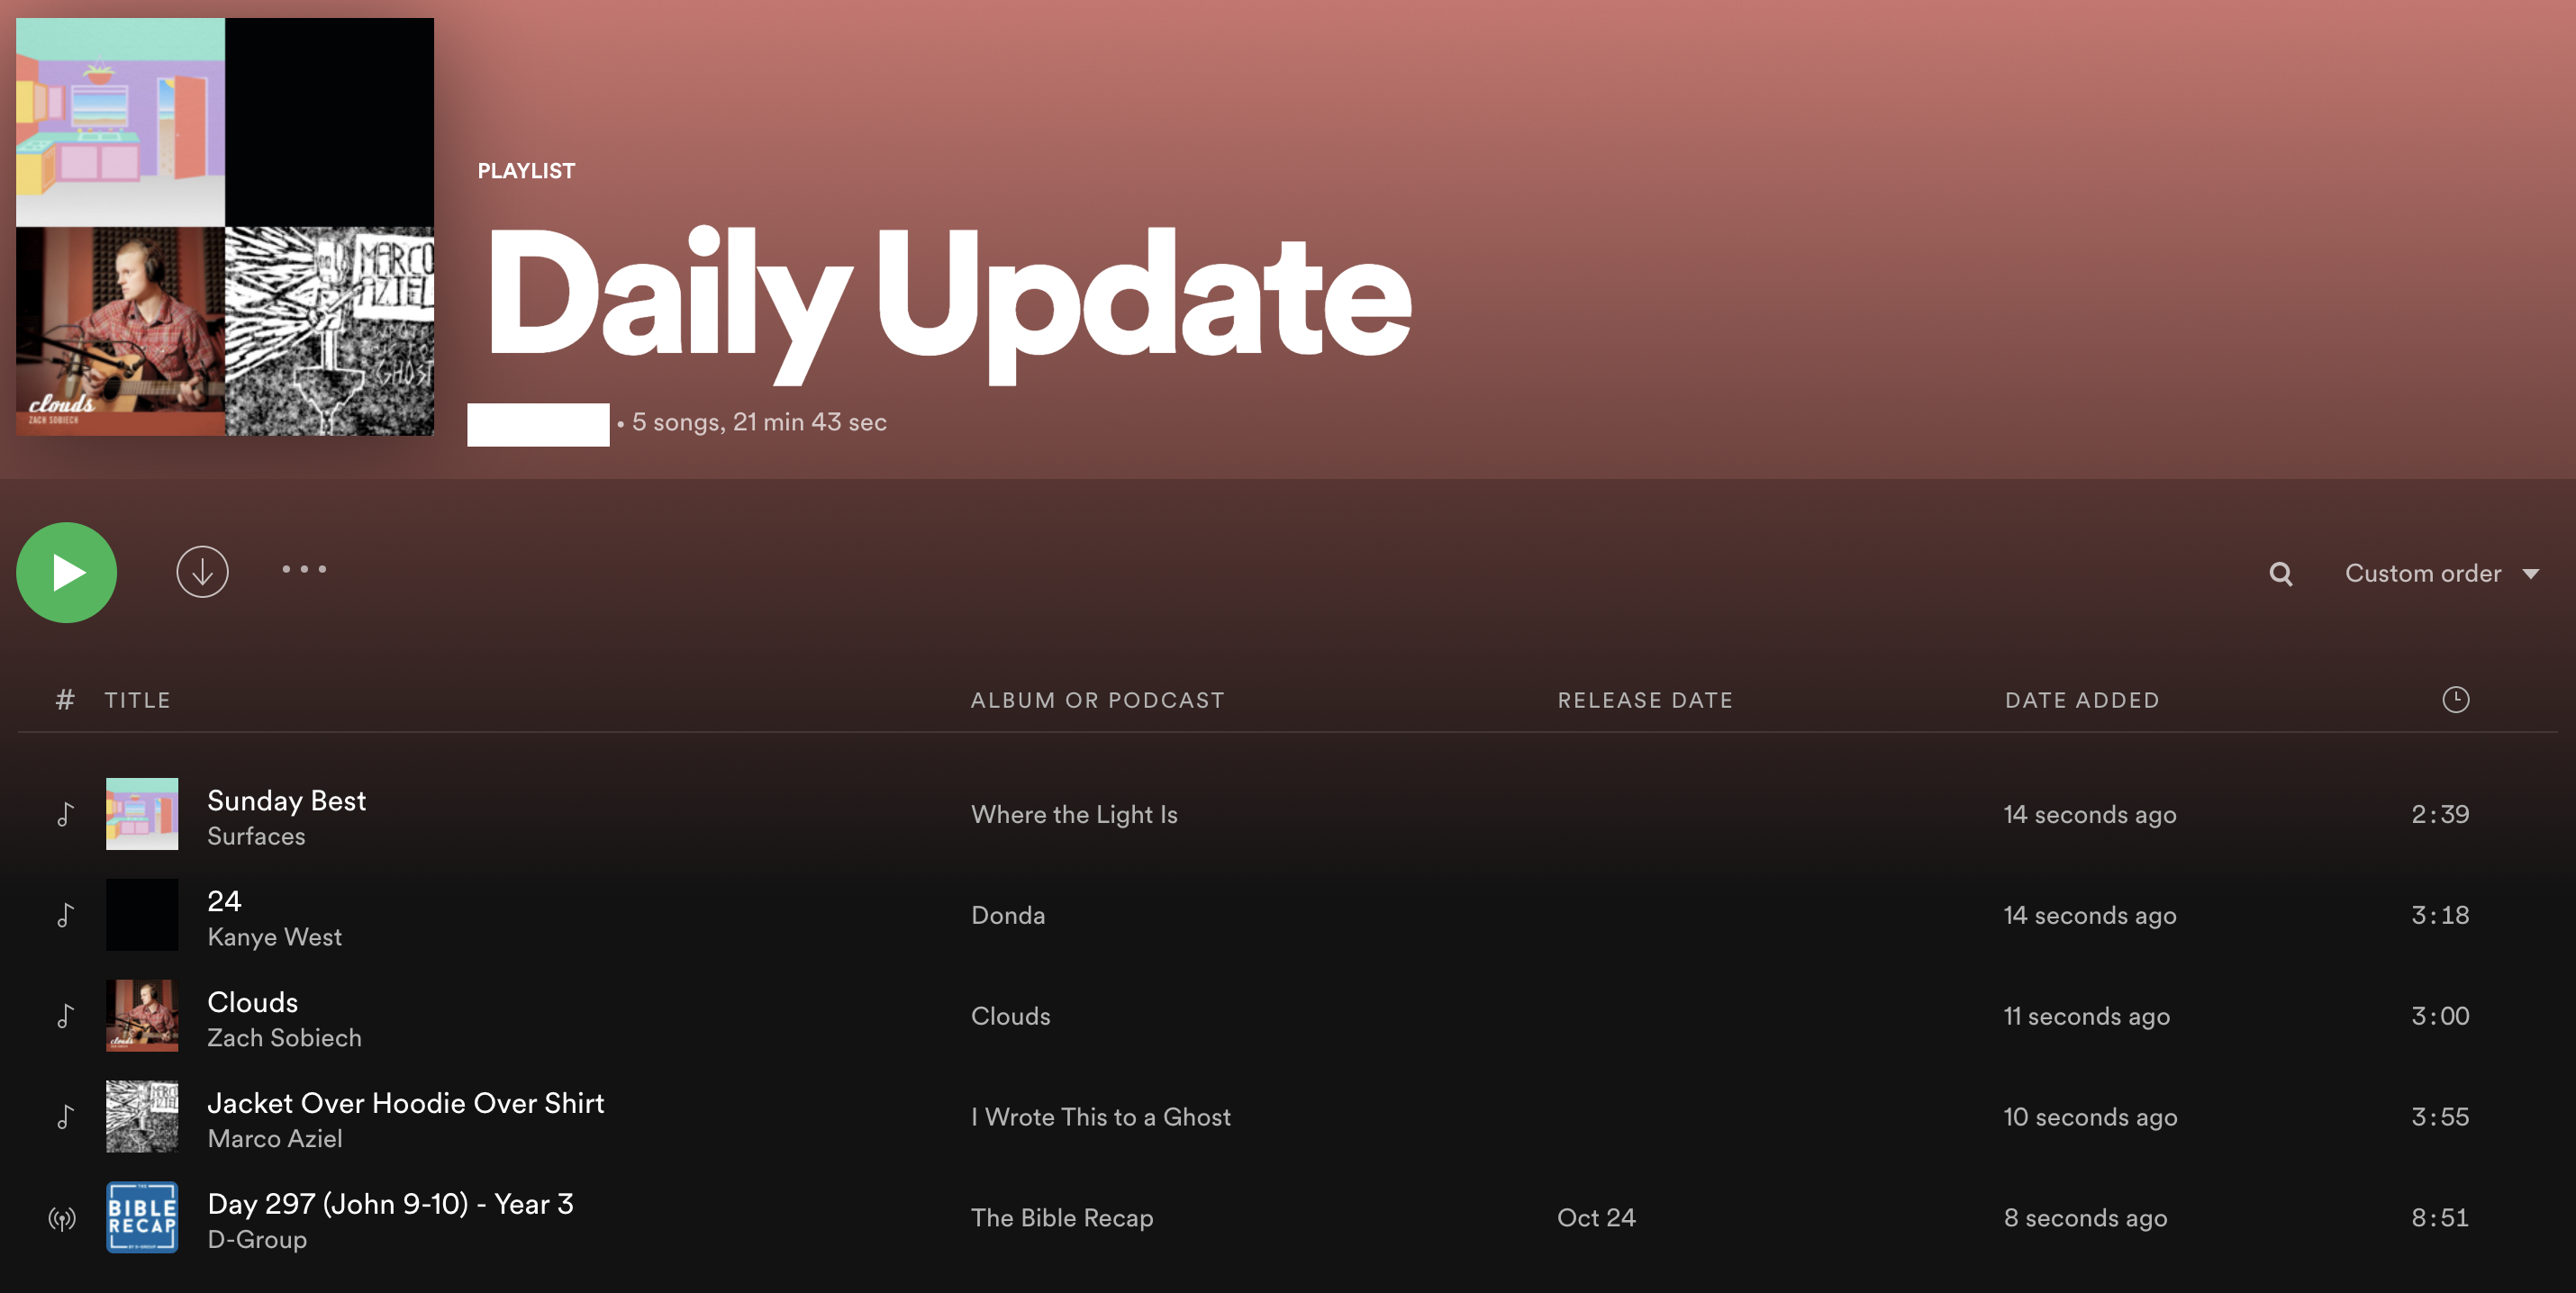 PLAYLIST
Daily Update
• 5 songs, 21 min 43 sec
clouds
ZACH SOBIECH
MARCO
AZIEL
GHOST
Custom order
# TITLE ALBUM OR PODCAST RELEASE DATE DATE ADDED
Sunday Best
Surfaces
Where the Light Is 14 seconds ago 2:39
24
Kanye West
Donda 14 seconds ago 3:18
Clouds
Zach Sobiech
Clouds 11 seconds ago 3:00
clouds
Jacket Over Hoodie Over Shirt
Marco Aziel
I Wrote This to a Ghost 10 seconds ago 3:55
THE
BIBLE
RECAP
Day 297 (John 9-10) - Year 3
D-Group
The Bible Recap Oct 24 8 seconds ago 8:51